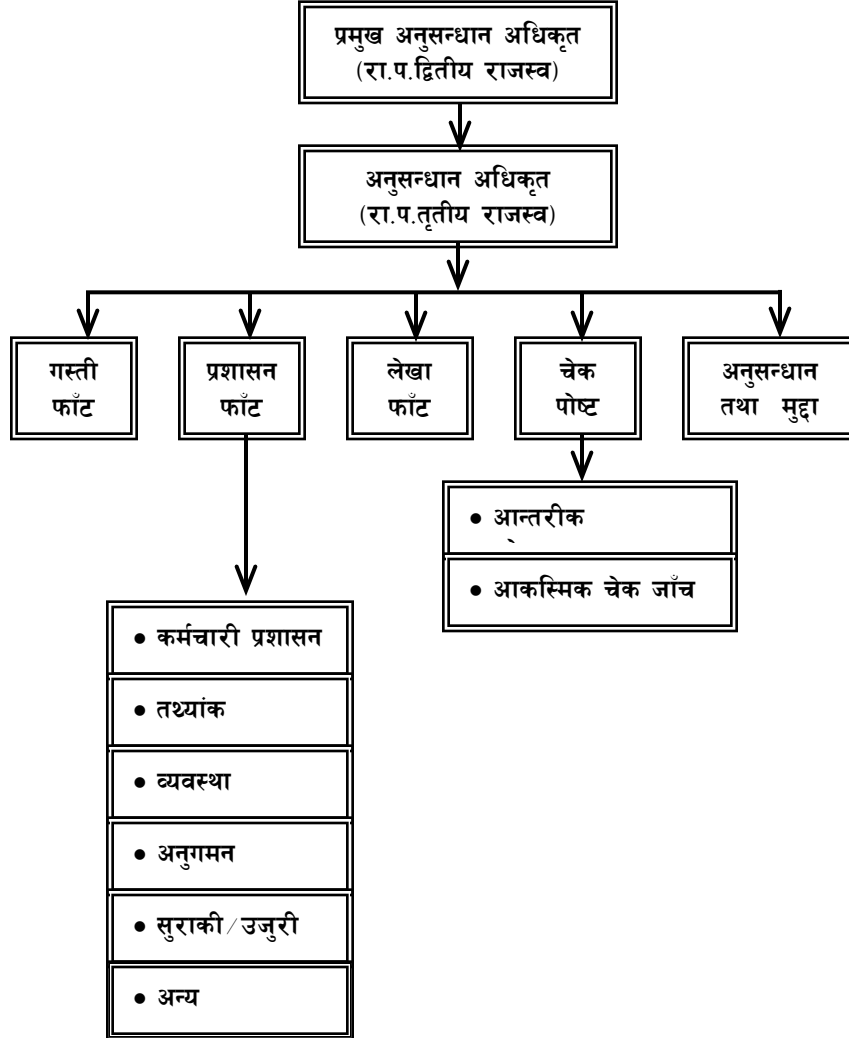 प्रमुख अनुसन्धान अधिकृत
(रा.प.द्वितीय राजस्व)
अनुसन्धान अधिकृत
(रा.प.तृतीय राजस्व)
गस्ती
फाँट
प्रशासन
फाँट
लेखा
फाँट
चेक
पोष्ट
अनुसन्धान
तथा मुद्दा
• आन्तरीक
• आकस्मिक चेक जाँच
• कर्मचारी प्रशासन
• तथ्यांक
• व्यवस्था
• अनुगमन
• सुराकी/उजुरी
• अन्य